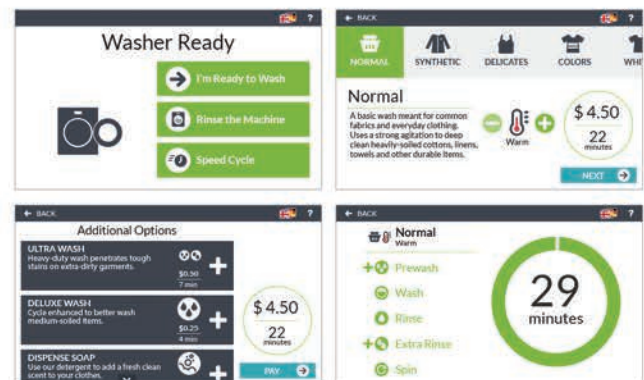 ?
Washer Ready
I'm Ready to Wash
Rinse the Machine
Speed Cycle
BACK
?
NORMAL
SYNTHETIC
DELICATES
COLORS
WHI
Normal
A basic wash meant for common
fabrics and everyday clothing.
Uses a strong agitation to deep
clean heavily-soiled cottons, linens,
towels and other durable items.
Warm
$4.50
22
minutes
NEXT
BACK
?
Additional Options
ULTRA WASH
Heavy-duty wash penetrates tough
stains on extra-dirty garments.
$0.50
7 min
DELUXE WASH
Cycle enhanced to better wash
medium-soiled items.
$0.25
4 min
DISPENSE SOAP
Use our detergent to add a fresh clean
scent to your clothes.
$4.50
22
minutes
PAY
BACK
?
Normal
Warm
Prewash
Wash
Rinse
Extra Rinse
Spin
29
minutes